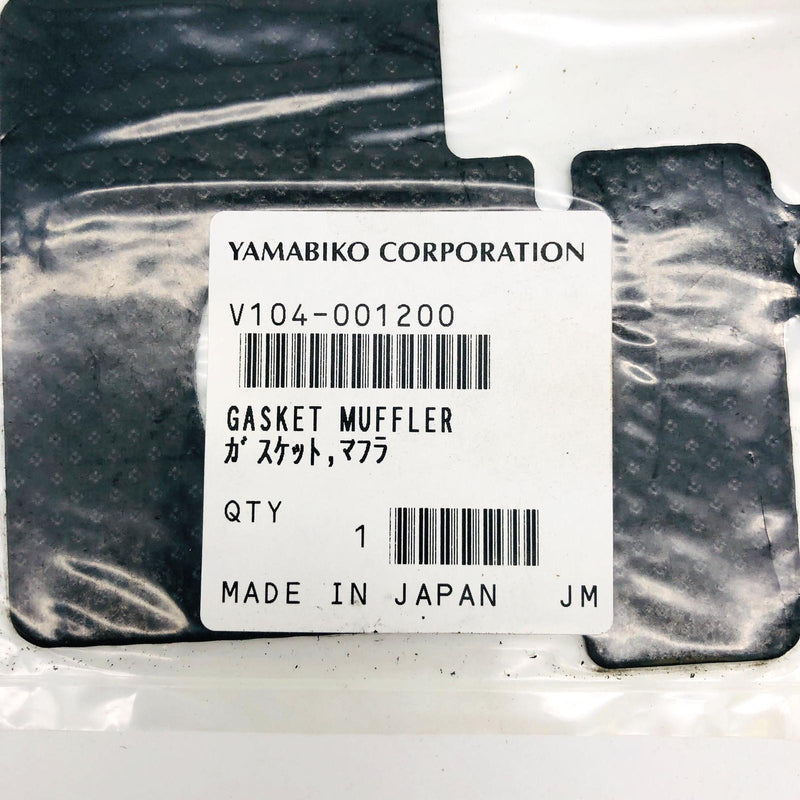 YAMABIKO CORPORATION
V104-001200
GASKET MUFFLER
ガスケット,マフラ
QTY 1
MADE IN JAPAN JM